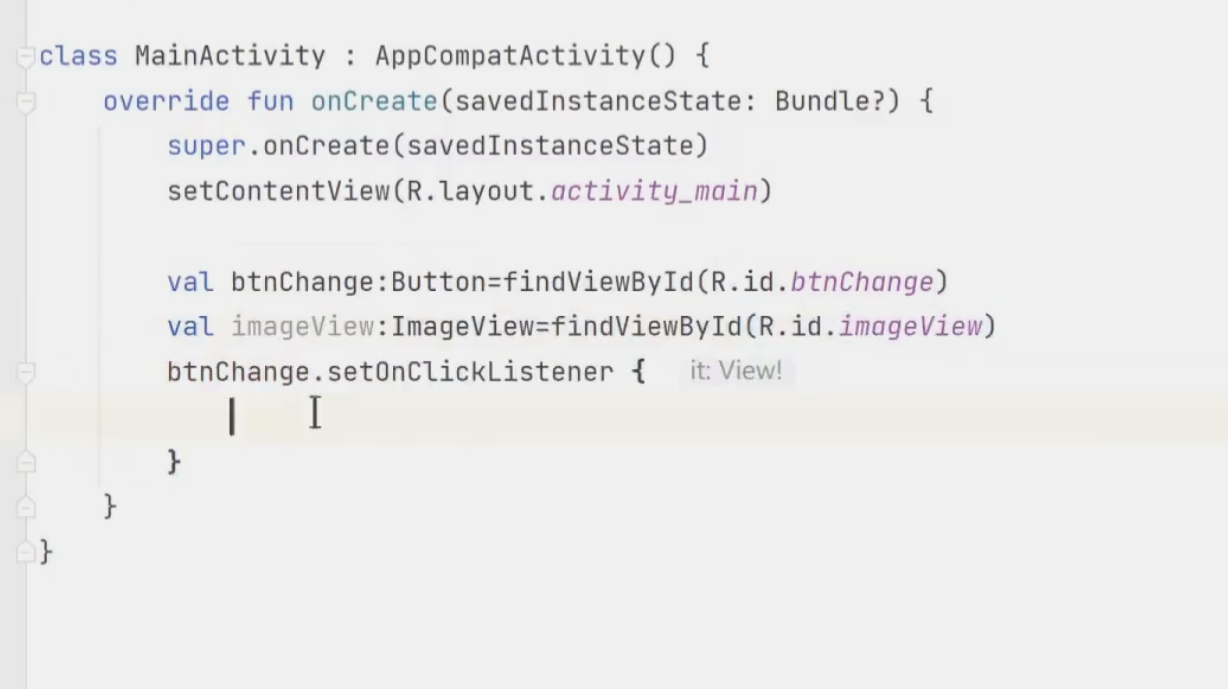 class MainActivity : AppCompatActivity() {
override fun onCreate(savedInstanceState: Bundle?) {
super.onCreate(savedInstanceState)
setContentView(R.layout.activity_main)
val btnChange:Button=findViewById(R.id.btnChange)
val imageView:ImageView=findViewById(R.id.imageView)
btnChange.setOnClickListener { it: View!
}
}
}